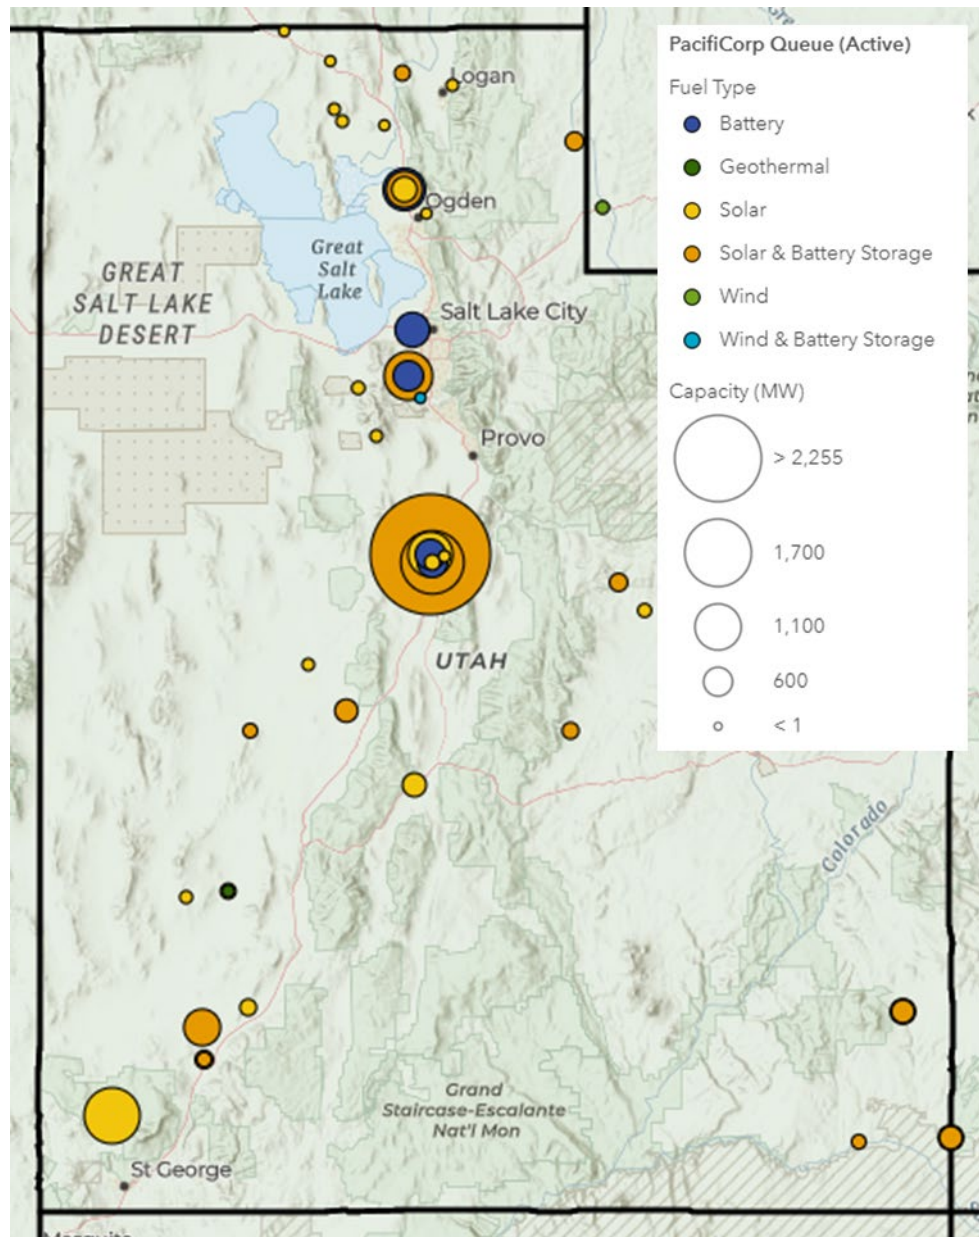 PacifiCorp Queue (Active)
Fuel Type
Battery
Geothermal
Solar
Solar & Battery Storage
Wind
Wind & Battery Storage
Capacity (MW)
> 2,255
1,700
1,100
600
< 1
Logan
Ogden
Great
Salt
Lake
GREAT
SALT LAKE
DESERT
Salt Lake City
Provo
UTAH
Colorado
Grand
Staircase-Escalante
Nat'l Mon
St George